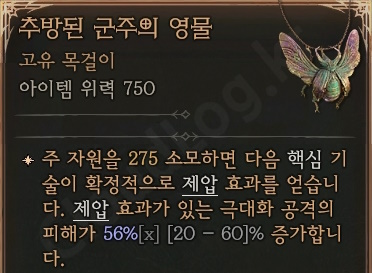 추방된 군주의 영물
고유 목걸이
아이템 위력 750
주 자원을 275 소모하면 다음 핵심 기
술이 확정적으로 제압 효과를 얻습니
다. 제압 효과가 있는 극대화 공격의
피해가 56%[x] [20 - 60]% 증가합니
다.